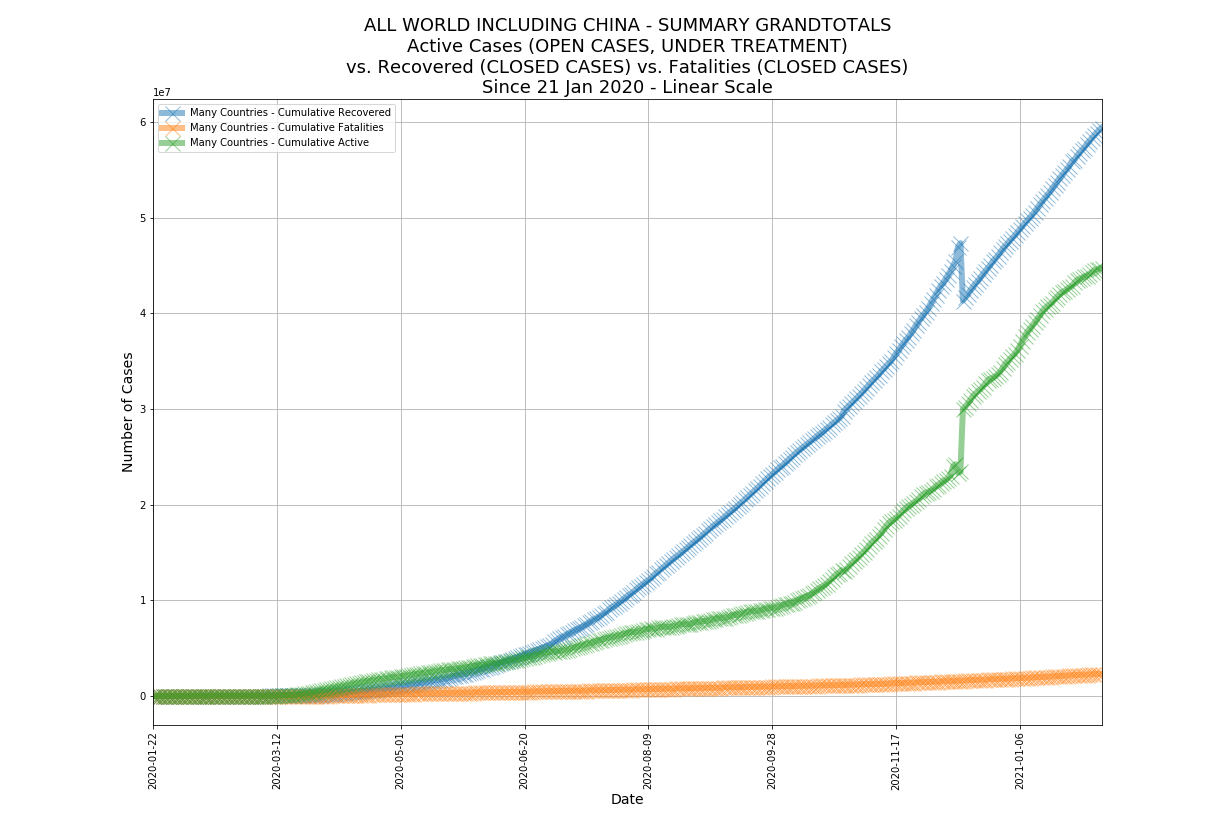 ALL WORLD INCLUDING CHINA - SUMMARY GRANDTOTALS
Active Cases (OPEN CASES, UNDER TREATMENT)
vs. Recovered (CLOSED CASES) vs. Fatalities (CLOSED CASES)
Since 21 Jan 2020 - Linear Scale
1e7
Many Countries - Cumulative Recovered
Many Countries - Cumulative Fatalities
Many Countries - Cumulative Active
6
5
4
3
2
1
0
Number of Cases
2020-01-22
2020-03-12
2020-05-01
2020-06-20
2020-08-09
2020-09-28
2020-11-17
2021-01-06
Date